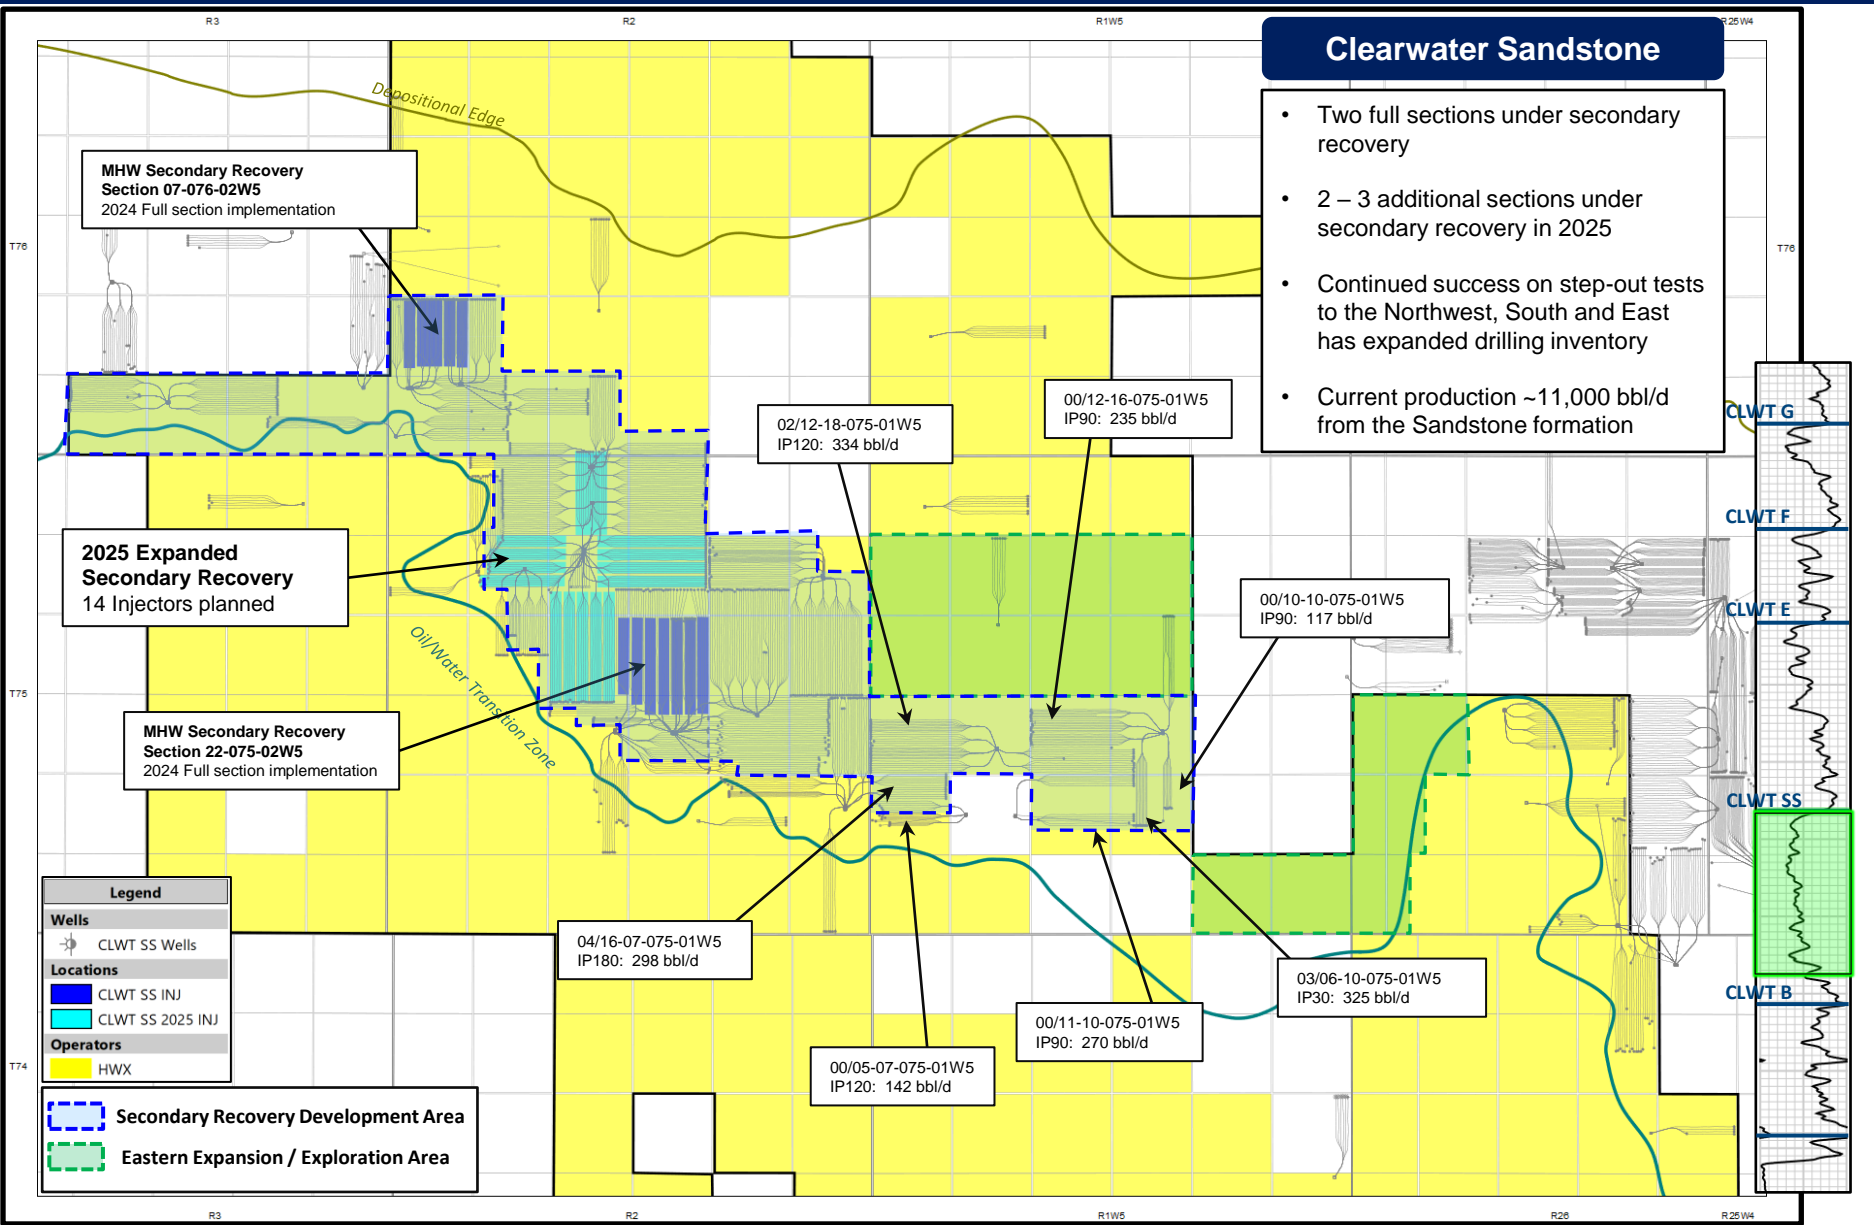 R3
R2
R1W5
R25W4
Clearwater Sandstone
• Two full sections under secondary
recovery
• 2 – 3 additional sections under
secondary recovery in 2025
• Continued success on step-out tests
to the Northwest, South and East
has expanded drilling inventory
• Current production ~11,000 bbl/d
from the Sandstone formation
Depositional Edge
MHW Secondary Recovery
Section 07-076-02W5
2024 Full section implementation
T76
T76
02/12-18-075-01W5
IP120: 334 bbl/d
00/12-16-075-01W5
IP90: 235 bbl/d
CLWT G
CLWT F
2025 Expanded
Secondary Recovery
14 Injectors planned
00/10-10-075-01W5
IP90: 117 bbl/d
CLWT E
Oil/Water Transition Zone
T75
T75
MHW Secondary Recovery
Section 22-075-02W5
2024 Full section implementation
CLWT SS
Legend
Wells
CLWT SS Wells
Locations
CLWT SS INJ
CLWT SS 2025 INJ
Operators
HWX
04/16-07-075-01W5
IP180: 298 bbl/d
03/06-10-075-01W5
IP30: 325 bbl/d
CLWT B
00/11-10-075-01W5
IP90: 270 bbl/d
00/05-07-075-01W5
IP120: 142 bbl/d
T74
Secondary Recovery Development Area
Eastern Expansion / Exploration Area
R3
R2
R1W5
R26
R25W4